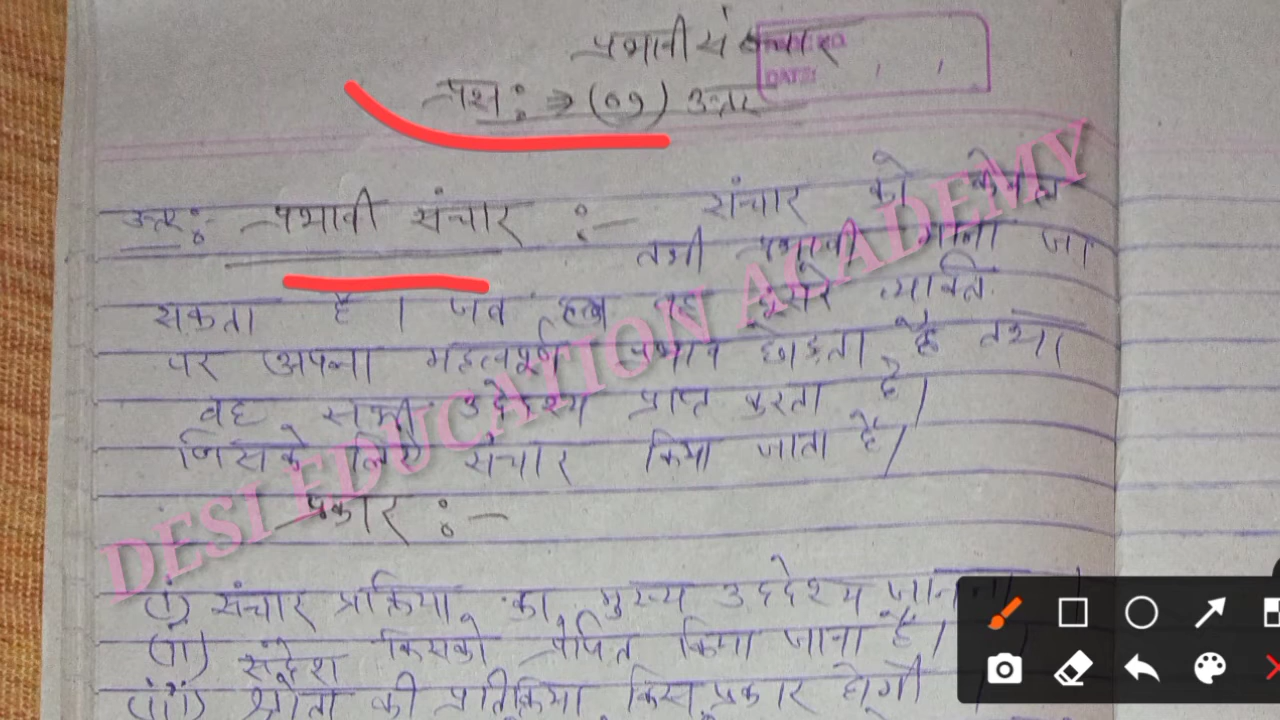 प्रभावी संचार
DATE:
प्रश्न: ⇒ (07) उत्तर
उत्तर:- प्रभावी संचार :- संचार को केवल
तभी प्रभावी माना जा
सकता है। जब वह दूसरे व्यक्ति
पर अपना महत्वपूर्ण प्रभाव छोड़ता है तथा
वह सभी उद्देश्य प्राप्त करता है।
जिसके लिए संचार किया जाता है।
प्रकार :-
(i) संचार प्रक्रिया का मुख्य उद्देश्य जानना
(ii) संदेश किसको प्रेषित किया जाना है।
(iii) श्रोता की प्रतिक्रिया किस प्रकार होगी।
DESI EDUCATION ACADEMY